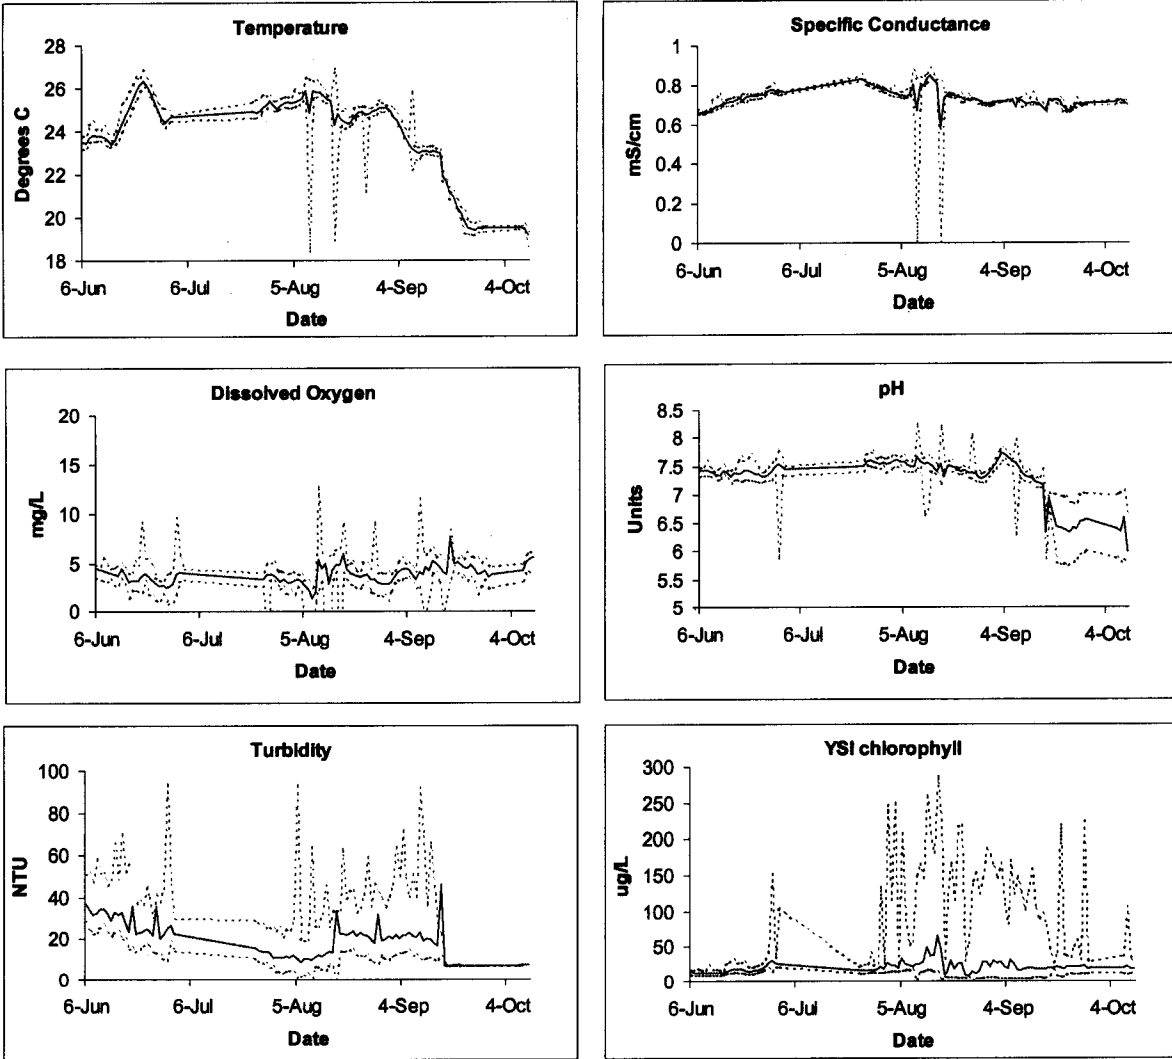 Temperature
28
26
24
22
20
18
Degrees C
6-Jun 6-Jul 5-Aug 4-Sep 4-Oct
Date
Specific Conductance
1
0.8
0.6
0.4
0.2
0
mS/cm
6-Jun 6-Jul 5-Aug 4-Sep 4-Oct
Date
Dissolved Oxygen
20
15
10
5
0
mg/L
6-Jun 6-Jul 5-Aug 4-Sep 4-Oct
Date
pH
8.5
8
7.5
7
6.5
6
5.5
5
Units
6-Jun 6-Jul 5-Aug 4-Sep 4-Oct
Date
Turbidity
100
80
60
40
20
0
NTU
6-Jun 6-Jul 5-Aug 4-Sep 4-Oct
Date
YSI chlorophyll
300
250
200
150
100
50
0
ug/L
6-Jun 6-Jul 5-Aug 4-Sep 4-Oct
Date